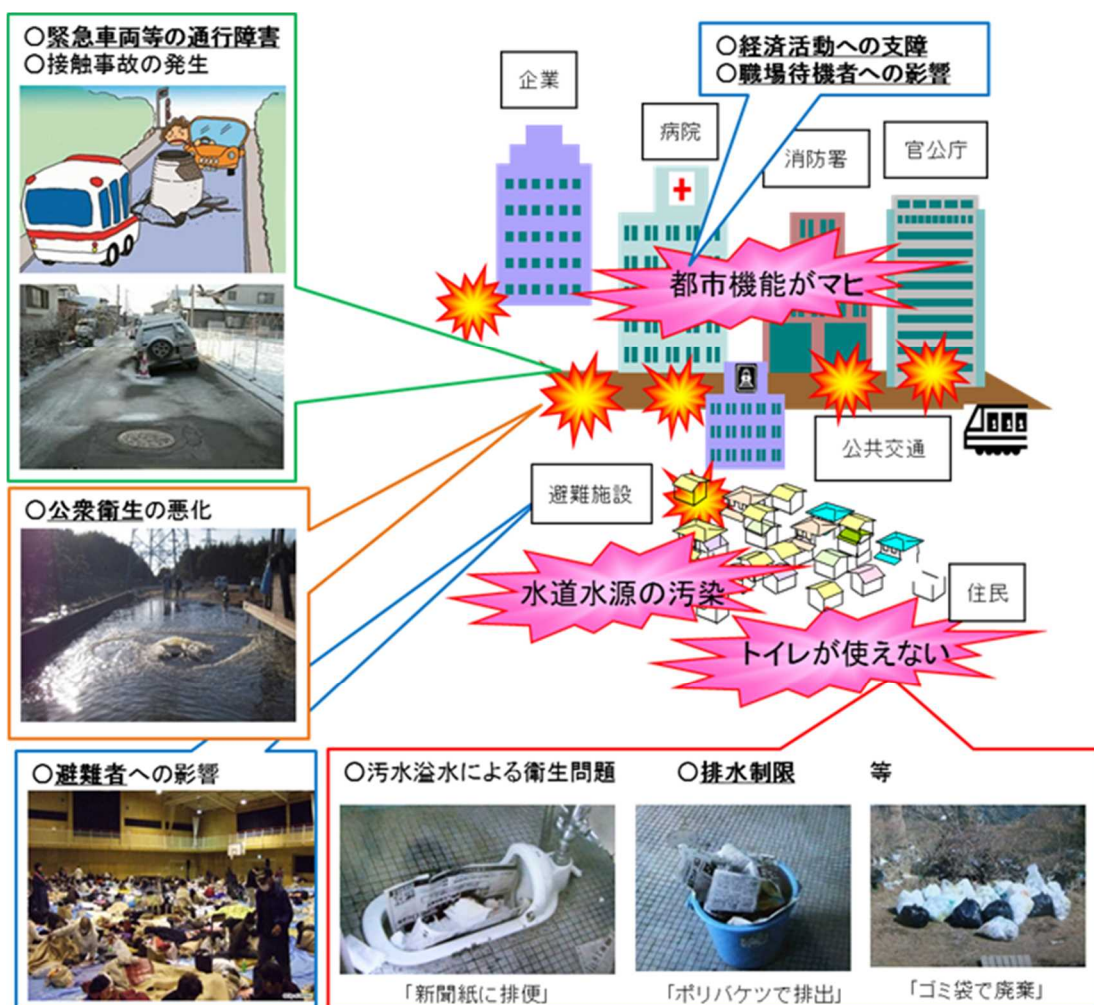 ○緊急車両等の通行障害
○接触事故の発生
○経済活動への支障
○職場待機者への影響
企業
病院
消防署
官公庁
都市機能がマヒ
公共交通
避難施設
○公衆衛生の悪化
水道水源の汚染
住民
トイレが使えない
○避難者への影響
○汚水溢水による衛生問題 ○排水制限 等
「新聞紙に排便」
「ポリバケツで排出」
「ゴミ袋で廃棄」